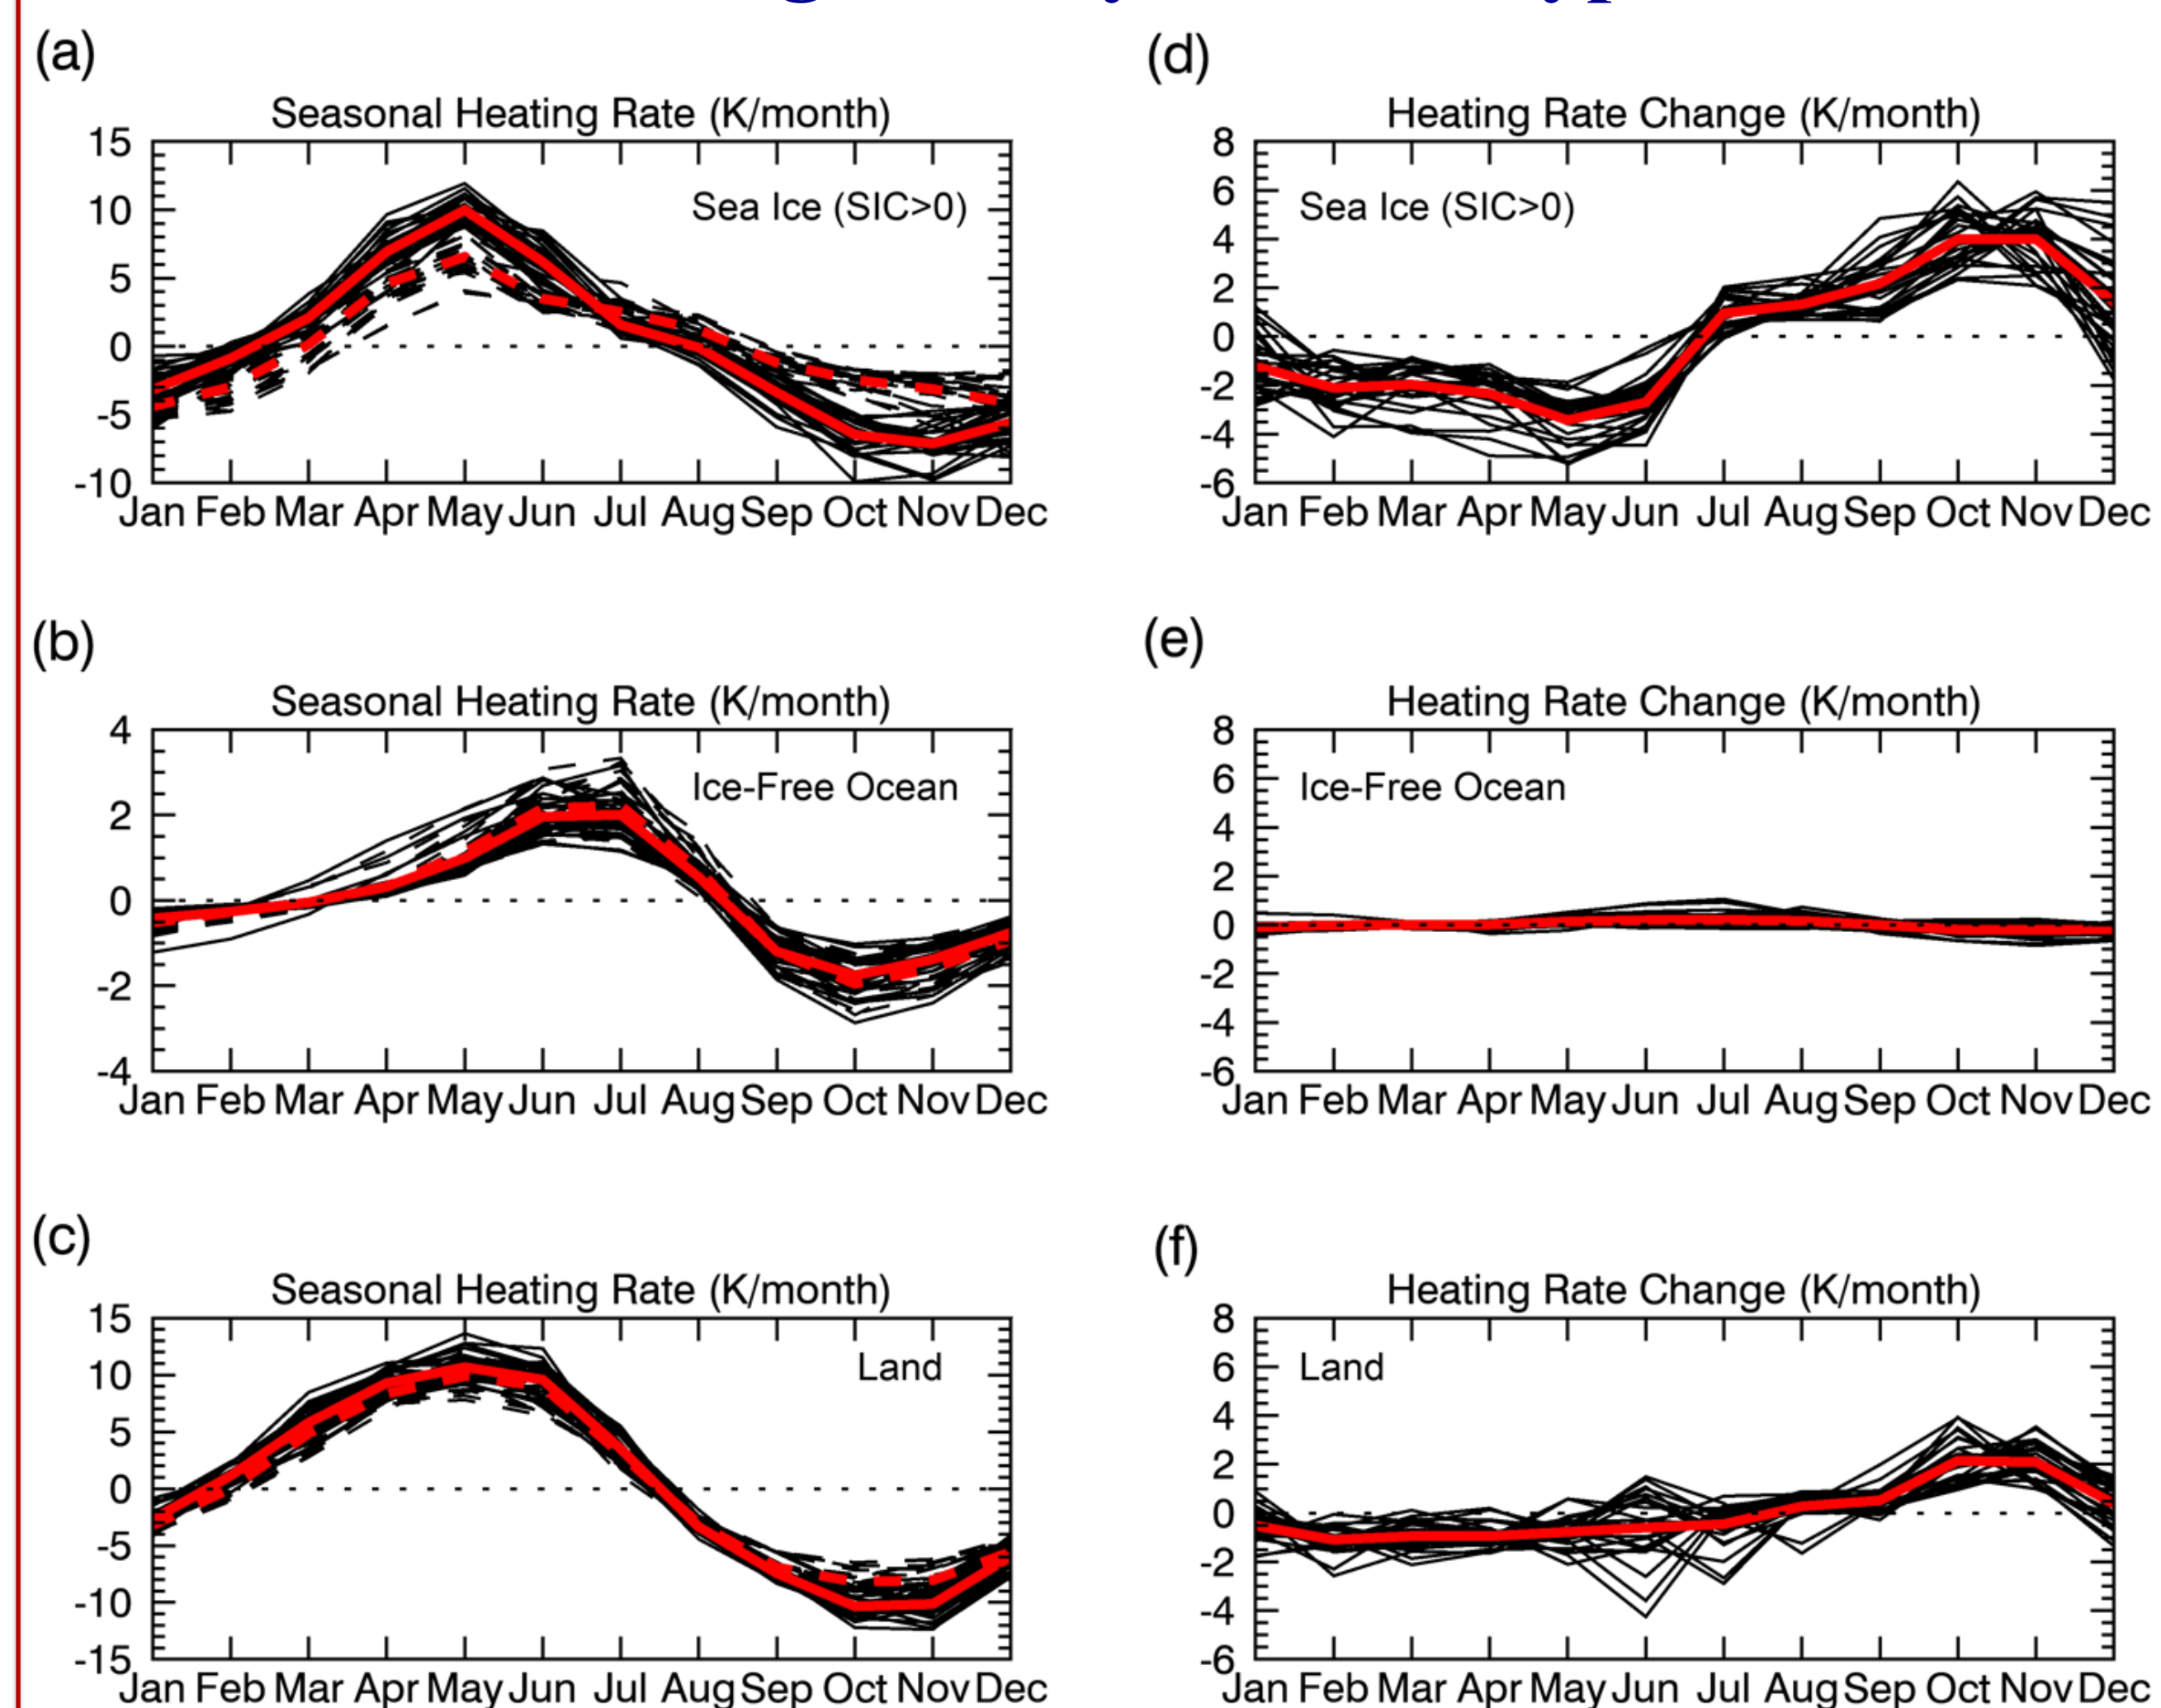 (a)
Seasonal Heating Rate (K/month)
Sea Ice (SIC>0)
15
10
5
0
-5
-10
Jan Feb Mar Apr May Jun Jul Aug Sep Oct Nov Dec
(d)
Heating Rate Change (K/month)
Sea Ice (SIC>0)
8
6
4
2
0
-2
-4
-6
Jan Feb Mar Apr May Jun Jul Aug Sep Oct Nov Dec
(b)
Seasonal Heating Rate (K/month)
Ice-Free Ocean
4
2
0
-2
-4
Jan Feb Mar Apr May Jun Jul Aug Sep Oct Nov Dec
(e)
Heating Rate Change (K/month)
Ice-Free Ocean
8
6
4
2
0
-2
-4
-6
Jan Feb Mar Apr May Jun Jul Aug Sep Oct Nov Dec
(c)
Seasonal Heating Rate (K/month)
Land
15
10
5
0
-5
-10
-15
Jan Feb Mar Apr May Jun Jul Aug Sep Oct Nov Dec
(f)
Heating Rate Change (K/month)
Land
8
6
4
2
0
-2
-4
-6
Jan Feb Mar Apr May Jun Jul Aug Sep Oct Nov Dec